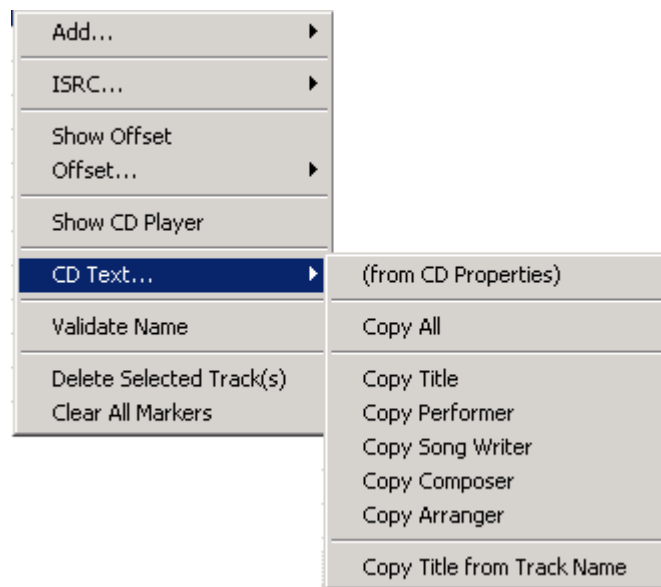 Add...
ISRC...
Show Offset
Offset...
Show CD Player
CD Text...
Validate Name
Delete Selected Track(s)
Clear All Markers
(from CD Properties)
Copy All
Copy Title
Copy Performer
Copy Song Writer
Copy Composer
Copy Arranger
Copy Title from Track Name